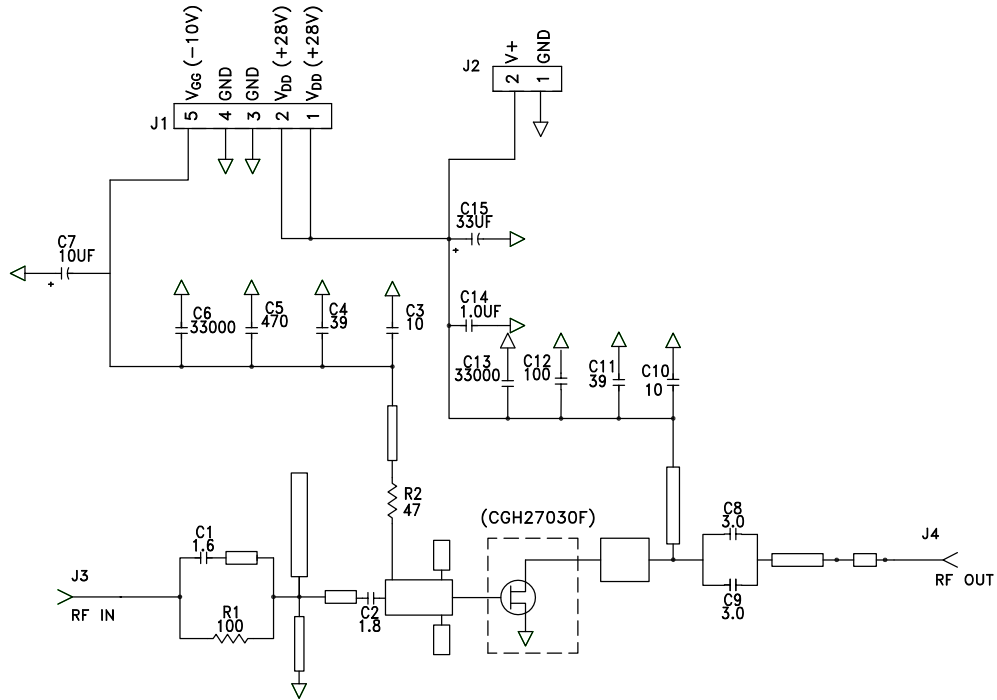 VGG (-10V)
GND
GND
VDD (+28V)
VDD (+28V)
J1
5
4
3
2
1
J2
V+
GND
2
1
C7
10UF
+
C15
33UF
+
C14
1.0UF
C6
33000
C5
470
C4
39
C3
10
C13
33000
C12
100
C11
39
C10
10
R2
47
(CGH27030F)
C1
1.6
J3
RF IN
R1
100
C2
1.8
C8
3.0
C9
3.0
J4
RF OUT